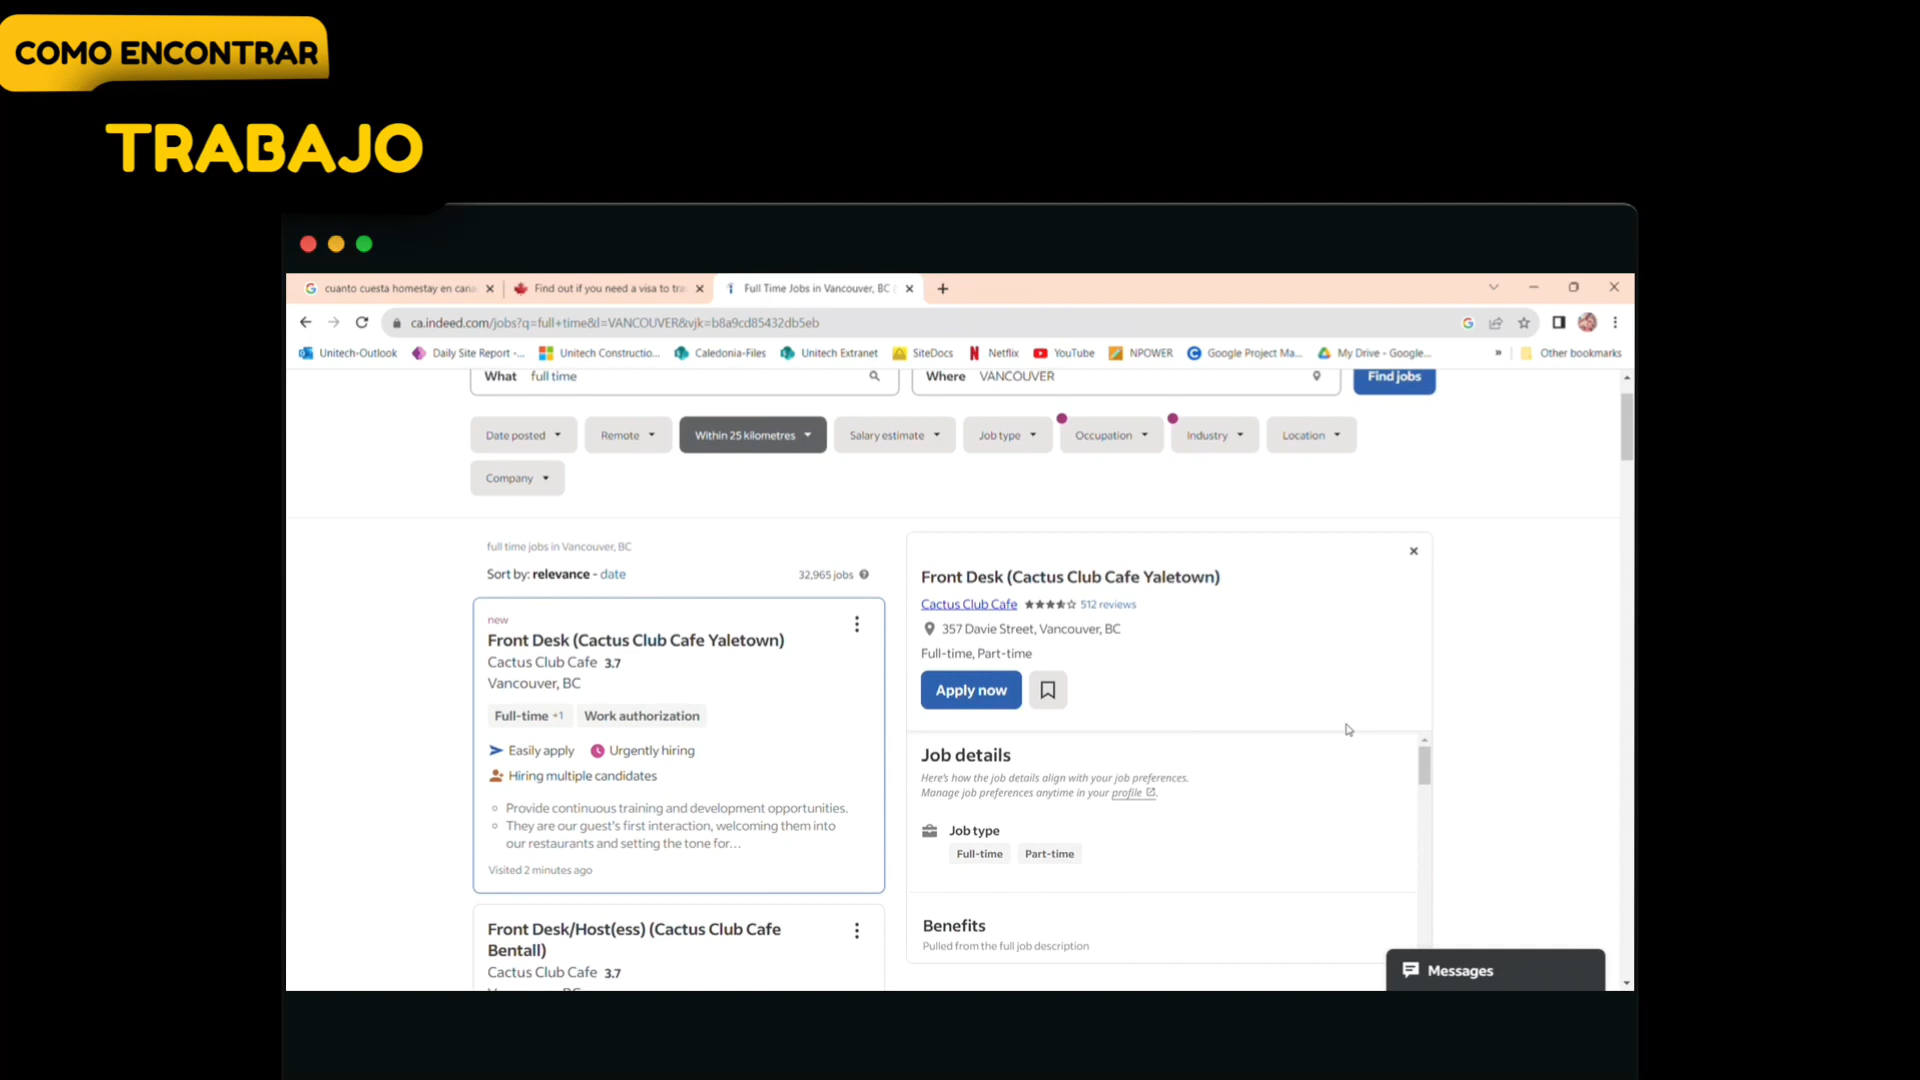 COMO ENCONTRAR
TRABAJO
cuanto cuesta homestay en cana
Find out if you need a visa to tra
Full Time Jobs in Vancouver, BC
ca.indeed.com/jobs?q=full+time&l=VANCOUVER&vjk=b8a9cd85432db5eb
Unitech-Outlook
Daily Site Report -...
Unitech Constructio...
Caledonia-Files
Unitech Extranet
SiteDocs
Netflix
YouTube
NPOWER
Google Project Ma...
My Drive - Google...
»
Other bookmarks
What full time
Where VANCOUVER
Find jobs
Date posted
Remote
Within 25 kilometres
Salary estimate
Job type
Occupation
Industry
Location
Company
full time jobs in Vancouver, BC
Sort by: relevance - date
32,965 jobs
new
Front Desk (Cactus Club Cafe Yaletown)
Cactus Club Cafe 3.7
Vancouver, BC
Full-time +1
Work authorization
Easily apply
Urgently hiring
Hiring multiple candidates
Provide continuous training and development opportunities.
They are our guest's first interaction, welcoming them into
our restaurants and setting the tone for...
Visited 2 minutes ago
Front Desk/Host(ess) (Cactus Club Cafe
Bentall)
Cactus Club Cafe 3.7
Front Desk (Cactus Club Cafe Yaletown)
Cactus Club Cafe
512 reviews
357 Davie Street, Vancouver, BC
Full-time, Part-time
Apply now
Job details
Here's how the job details align with your job preferences.
Manage job preferences anytime in your profile.
Job type
Full-time
Part-time
Benefits
Pulled from the full job description
Messages